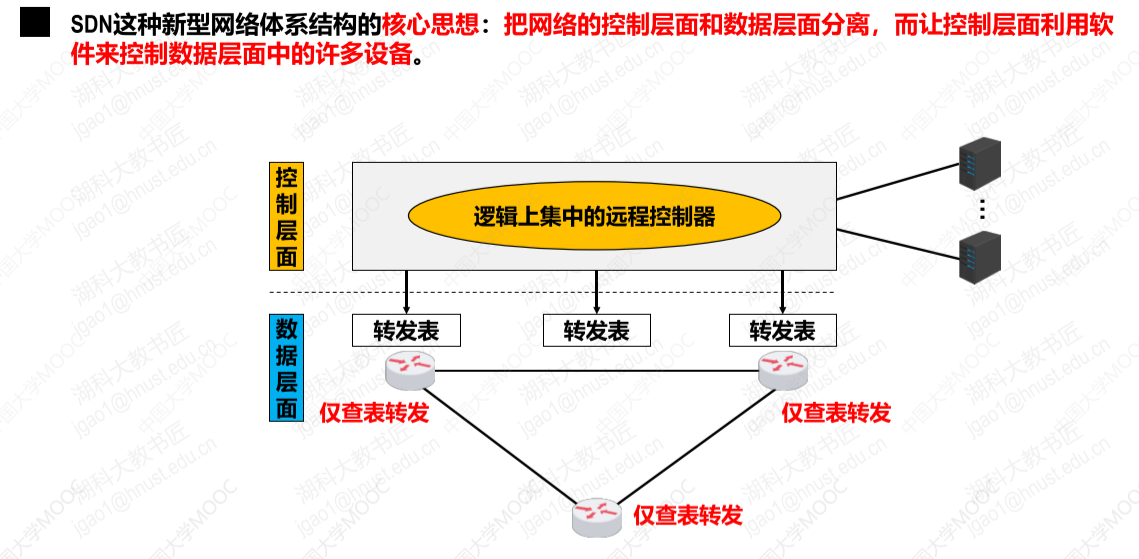 SDN这种新型网络体系结构的核心思想：把网络的控制层面和数据层面分离，而让控制层面利用软
件来控制数据层面中的许多设备。
控制层面
逻辑上集中的远程控制器
数据层面
转发表 转发表 转发表
仅查表转发 仅查表转发
仅查表转发
中国大学MOOC
湖科大教书匠
jgao1@hnust.edu.cn